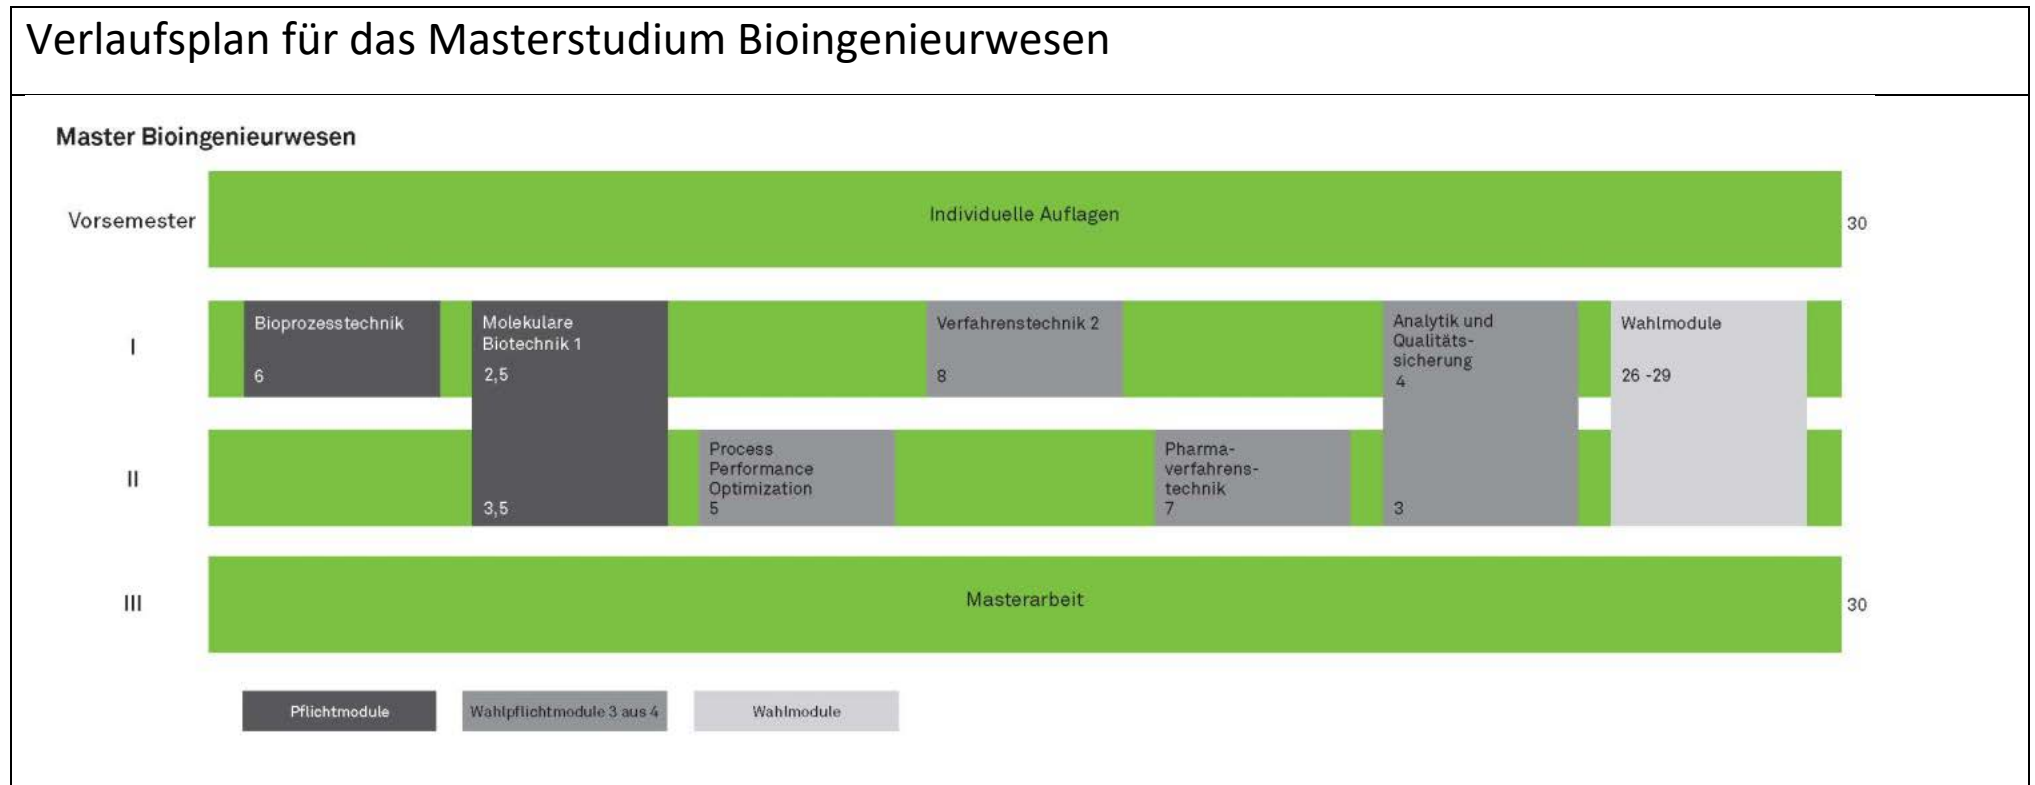 Verlaufsplan für das Masterstudium Bioingenieurwesen
Master Bioingenieurwesen
Vorsemester
Individuelle Auflagen
30
I
Bioprozesstechnik
6
Molekulare
Biotechnik 1
2,5
3,5
Verfahrenstechnik 2
8
Analytik und
Qualitäts-
sicherung
4
3
Wahlmodule
26 -29
II
Process
Performance
Optimization
5
Pharma-
verfahrens-
technik
7
III
Masterarbeit
30
Pflichtmodule
Wahlpflichtmodule 3 aus 4
Wahlmodule